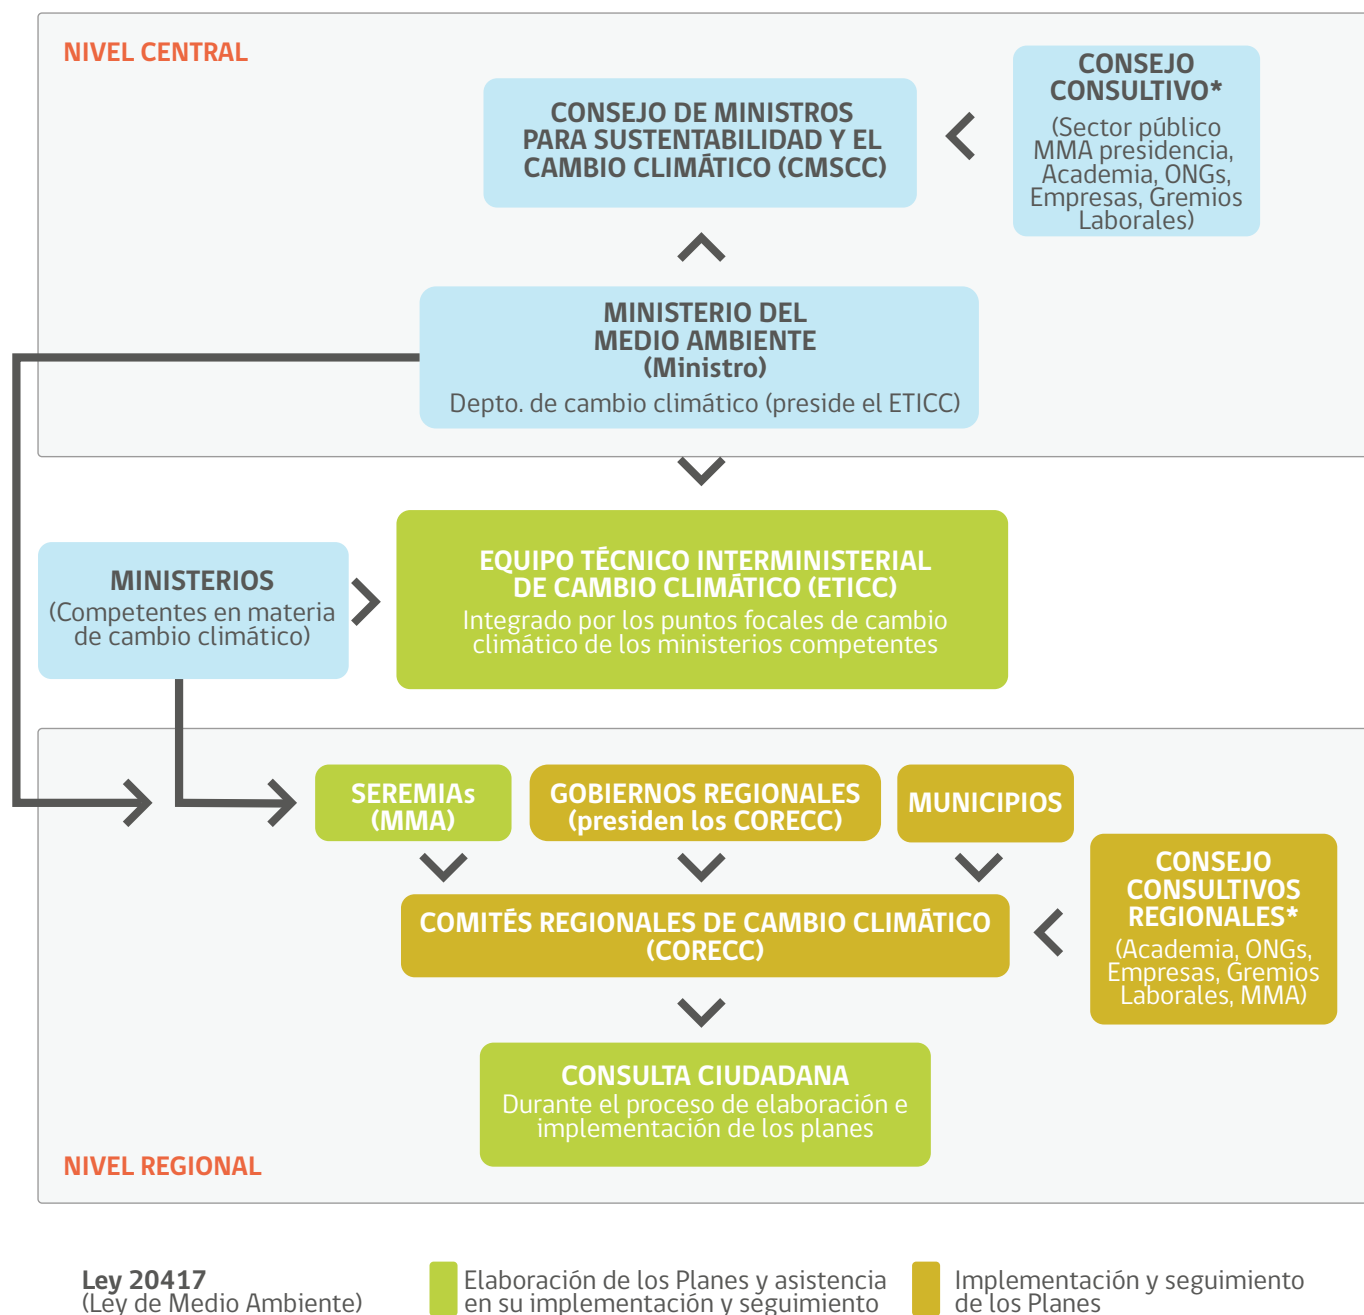 NIVEL CENTRAL
CONSEJO DE MINISTROS
PARA SUSTENTABILIDAD Y EL
CAMBIO CLIMÁTICO (CMSCC)
CONSEJO
CONSULTIVO*
(Sector público
MMA presidencia,
Academia, ONGs,
Empresas, Gremios
Laborales)
MINISTERIO DEL
MEDIO AMBIENTE
(Ministro)
Depto. de cambio climático (preside el ETICC)
MINISTERIOS
(Competentes en materia
de cambio climático)
EQUIPO TÉCNICO INTERMINISTERIAL
DE CAMBIO CLIMÁTICO (ETICC)
Integrado por los puntos focales de cambio
climático de los ministerios competentes
SEREMIAs
(MMA)
GOBIERNOS REGIONALES
(presiden los CORECC)
MUNICIPIOS
COMITÉS REGIONALES DE CAMBIO CLIMÁTICO
(CORECC)
CONSEJO
CONSULTIVOS
REGIONALES*
(Academia, ONGs,
Empresas, Gremios
Laborales, MMA)
CONSULTA CIUDADANA
Durante el proceso de elaboración e
implementación de los planes
NIVEL REGIONAL
Ley 20417
(Ley de Medio Ambiente)
Elaboración de los Planes y asistencia
en su implementación y seguimiento
Implementación y seguimiento
de los Planes